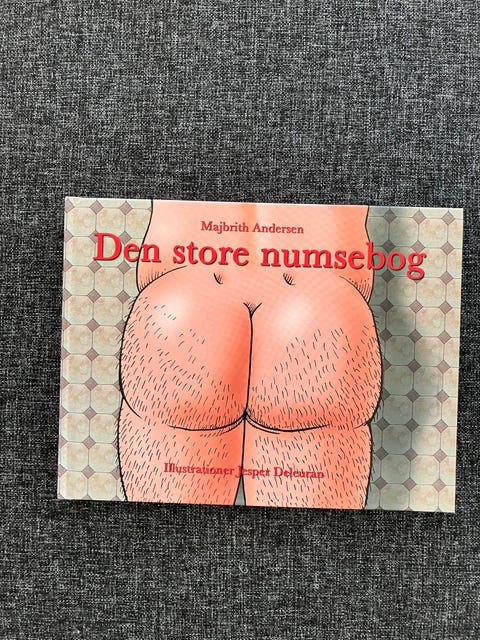 Majbrith Andersen
Den store numsebog
Illustrationer Jesper Deleuran